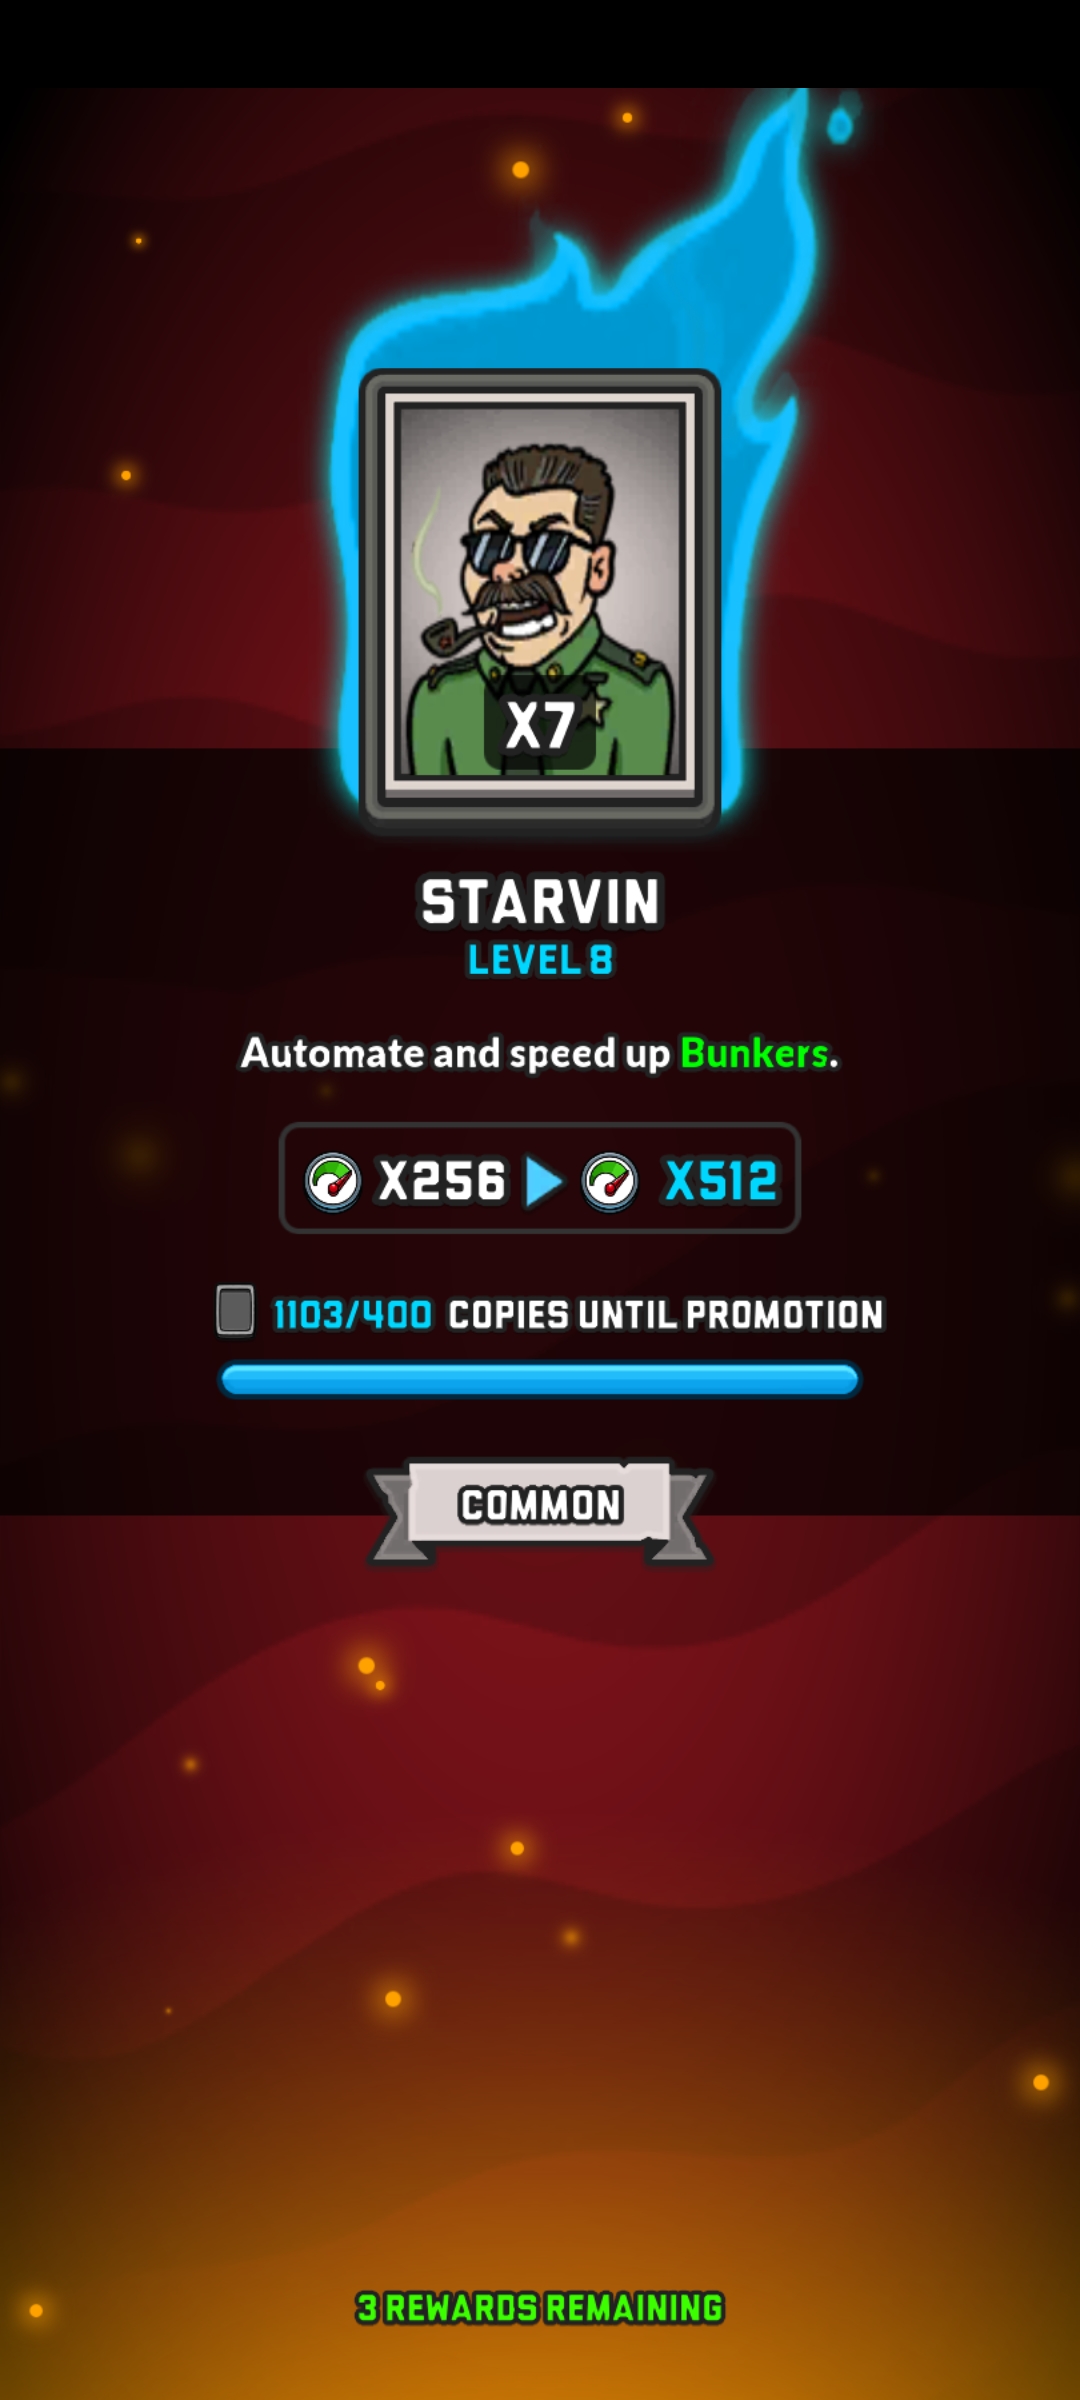 X7
STARVIN
LEVEL 8
Automate and speed up Bunkers.
X256 X512
1103/400 COPIES UNTIL PROMOTION
COMMON
3 REWARDS REMAINING